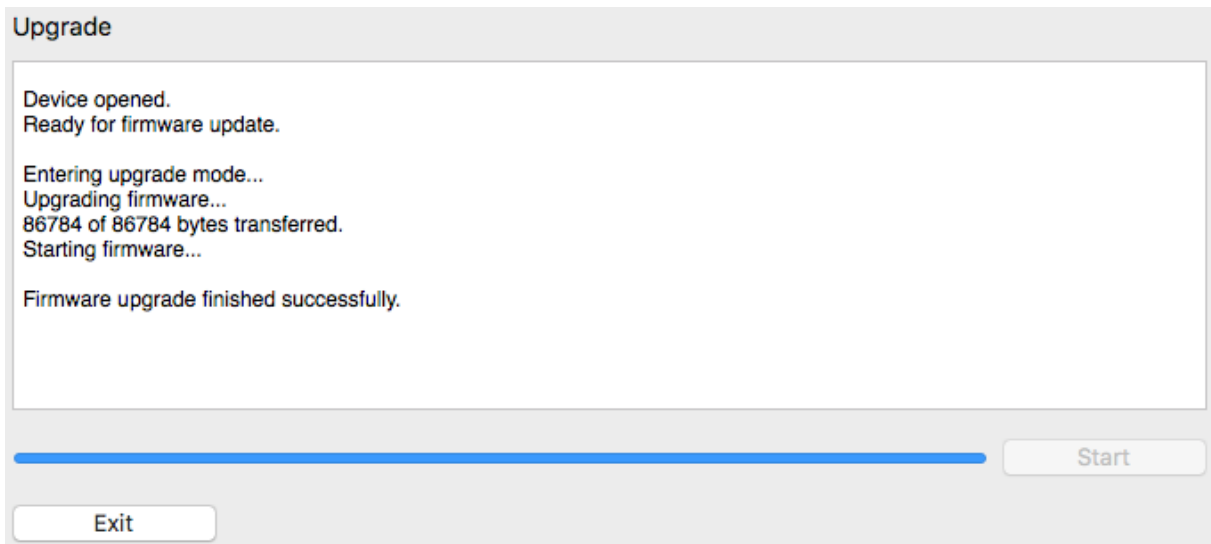 Upgrade
Device opened.
Ready for firmware update.
Entering upgrade mode...
Upgrading firmware...
86784 of 86784 bytes transferred.
Starting firmware...
Firmware upgrade finished successfully.
Start
Exit